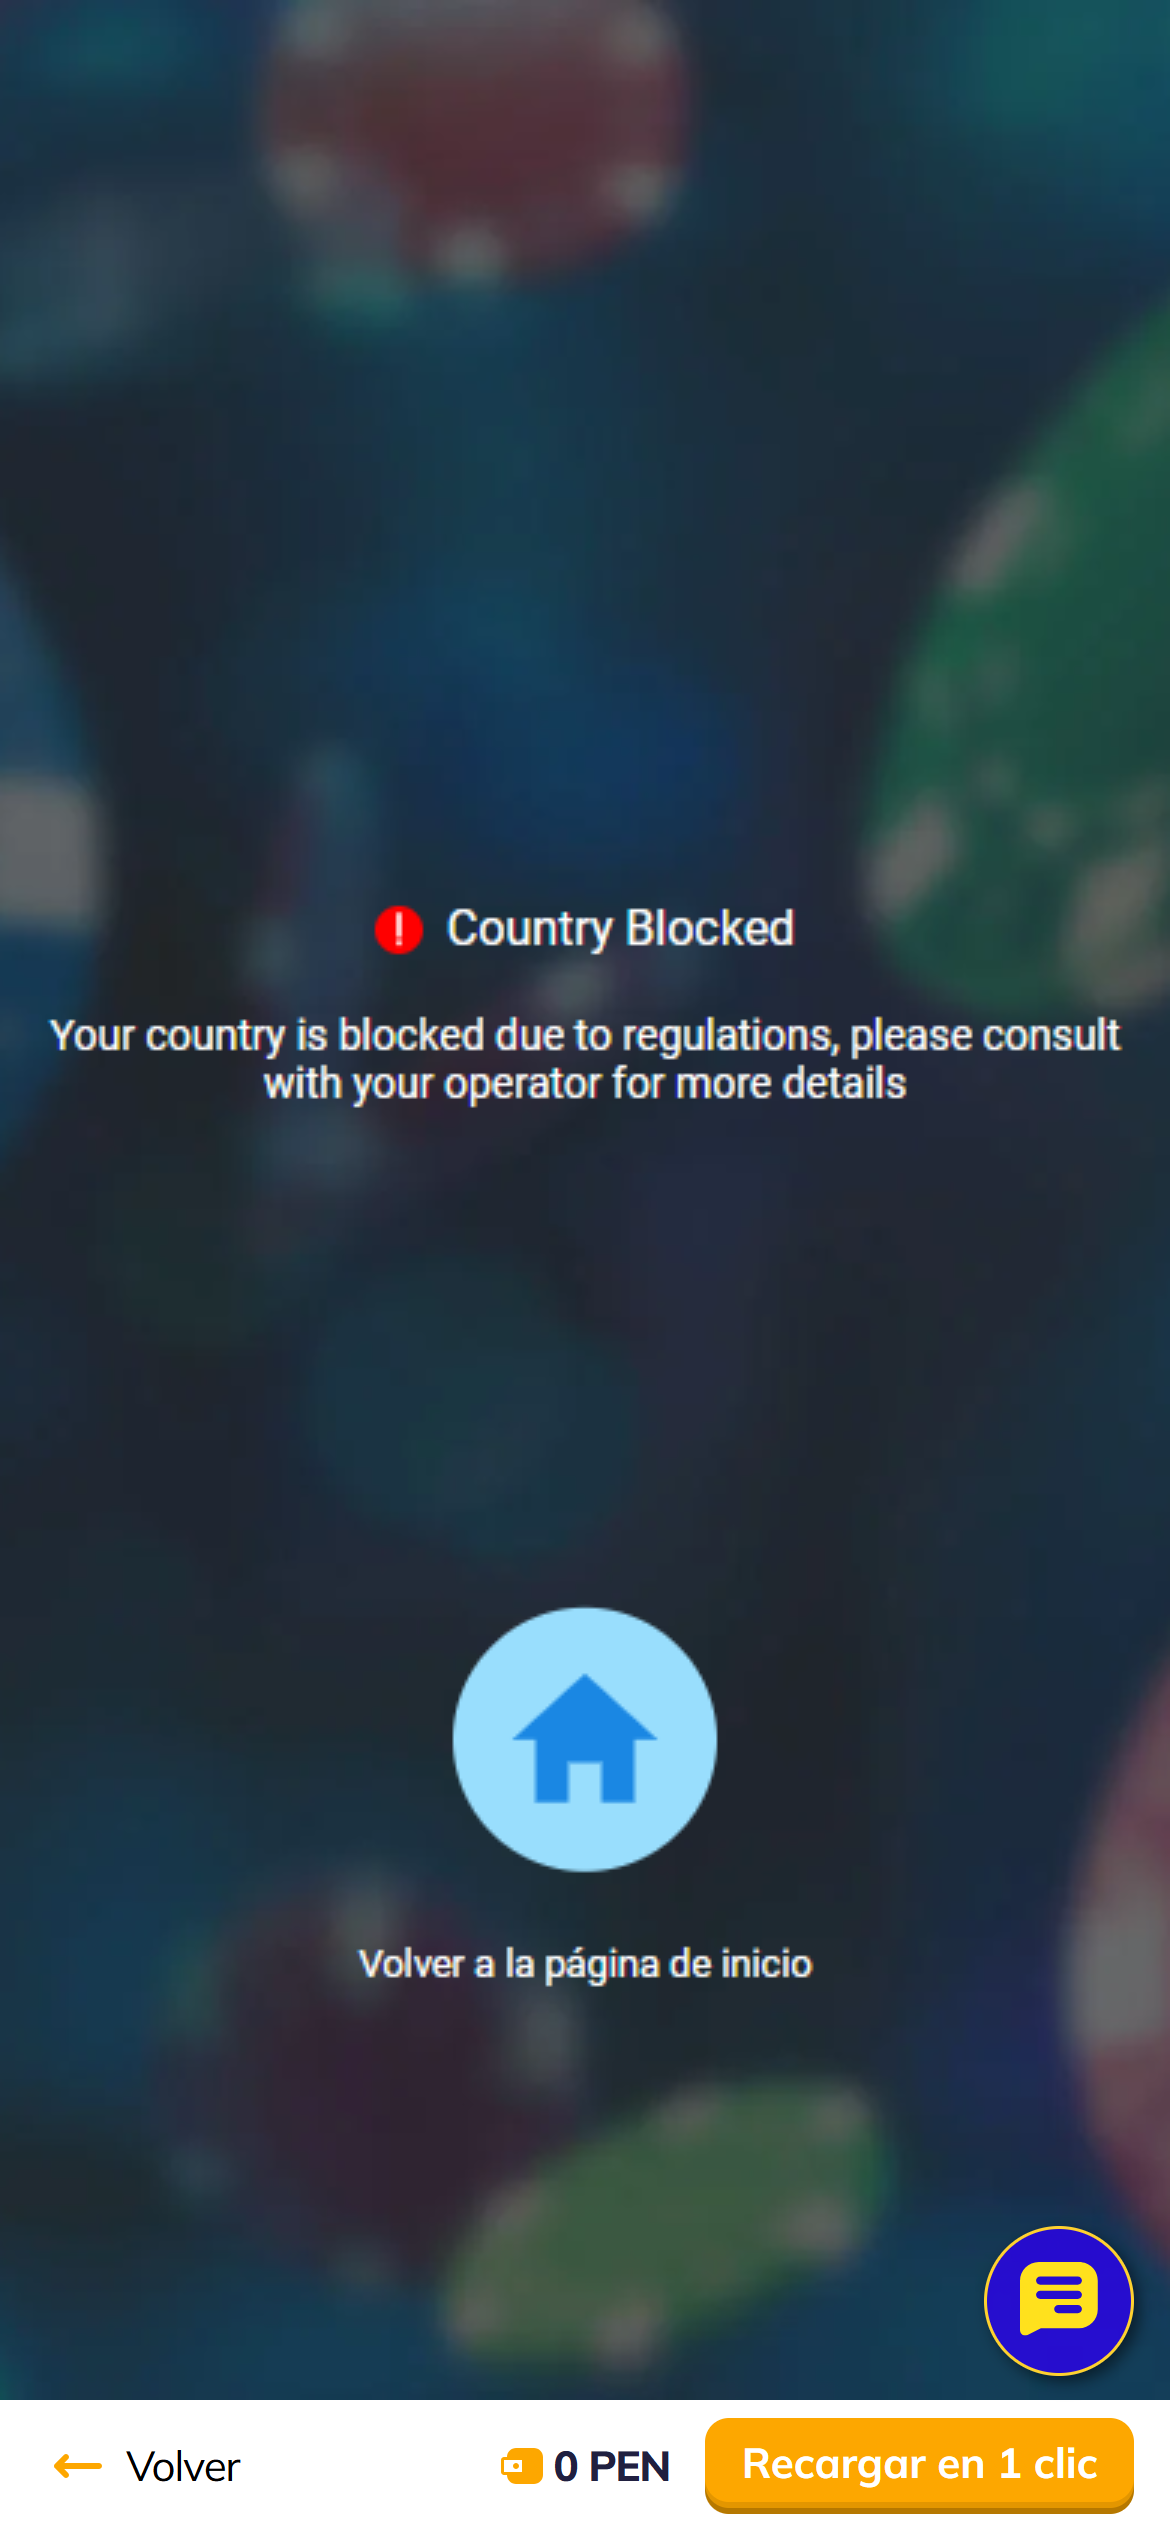 Country Blocked
Your country is blocked due to regulations, please consult
with your operator for more details
Volver a la página de inicio
Volver
0 PEN
Recargar en 1 clic